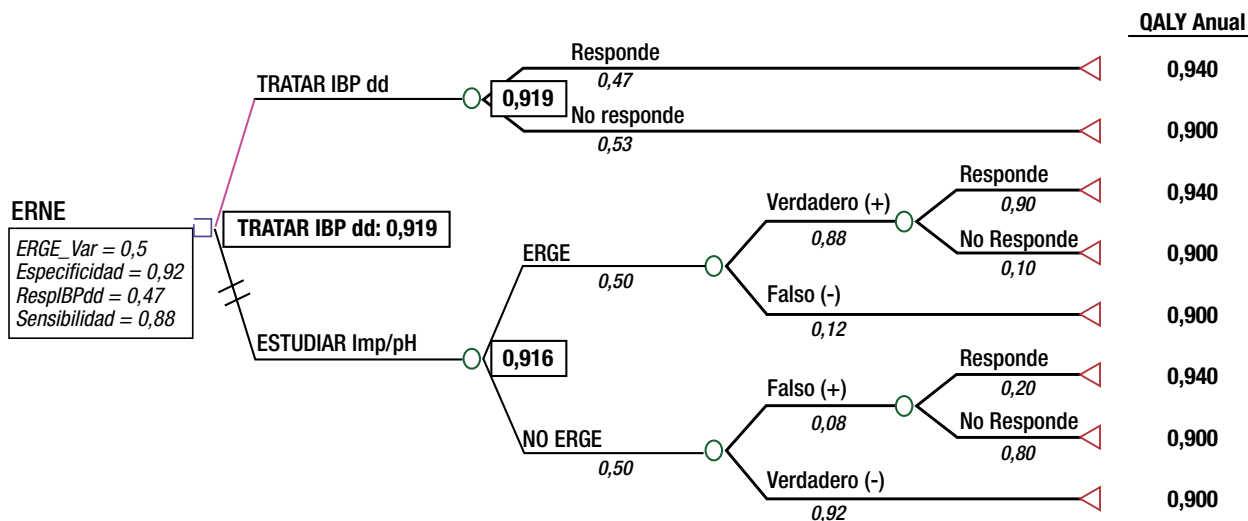 QALY Anual
Responde
0,47
0,940
TRATAR IBP dd
0,919
No responde
0,53
0,900
ERNE
ERGE_Var = 0,5
Especificidad = 0,92
RespIBPdd = 0,47
Sensibilidad = 0,88
TRATAR IBP dd: 0,919
ESTUDIAR Imp/pH
0,916
ERGE
0,50
Verdadero (+)
0,88
Responde
0,90
0,940
No Responde
0,10
0,900
Falso (-)
0,12
0,900
NO ERGE
0,50
Falso (+)
0,08
Responde
0,20
0,940
No Responde
0,80
0,900
Verdadero (-)
0,92
0,900